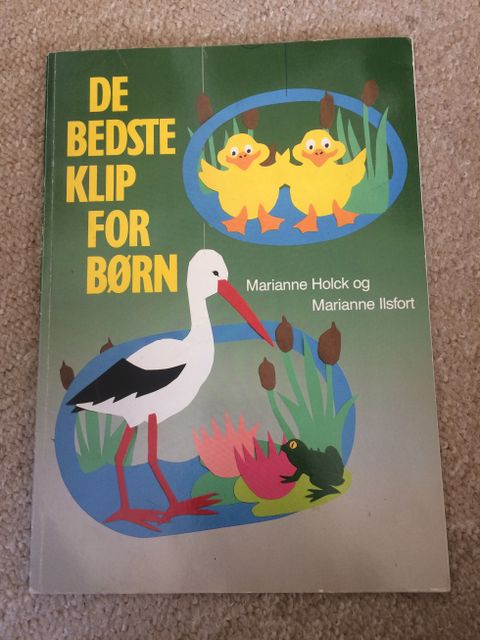 DE
BEDSTE
KLIP
FOR
BØRN
Marianne Holck og
Marianne Ilsfort